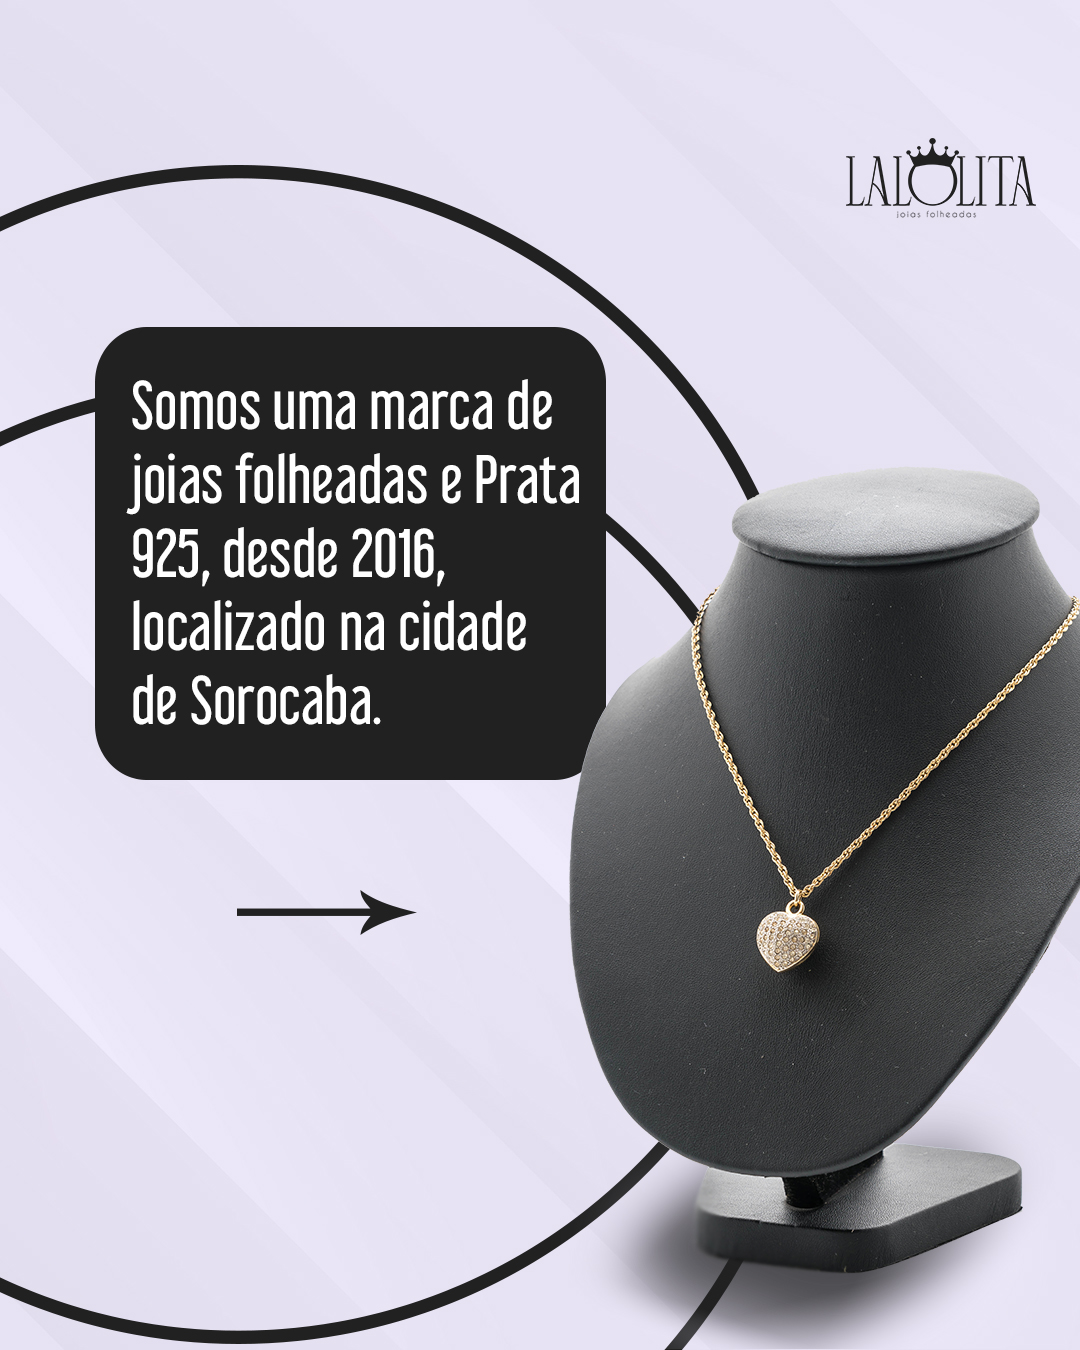 LALOLITA
joias folheadas
Somos uma marca de
joias folheadas e Prata
925, desde 2016,
localizado na cidade
de Sorocaba.